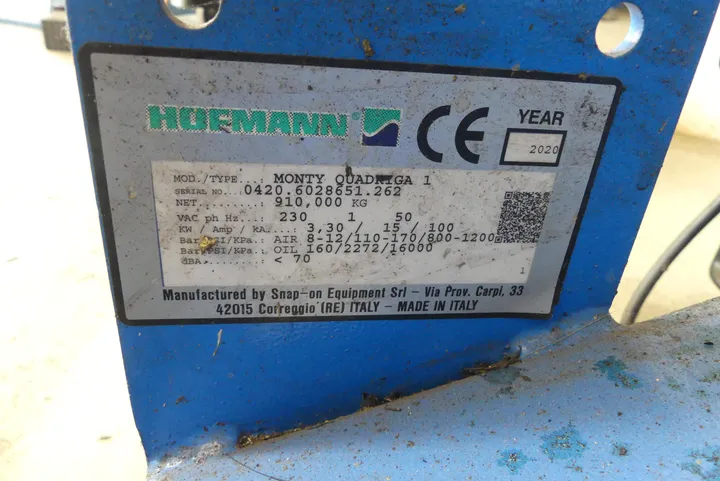 HOFMANN®
CE
YEAR
2020
MOD./TYPE.... MONTY QUADRIGA 1
SERIAL NO. 0420.6028651.262
NET......... 910,000 KG
VAC ph Hz.... 230 1 50
KW / Amp / kA.... 3,30 / 15 / 100
Bar/PSI/KPa.: AIR 8-12/110-170/800-1200
Bar/PSI/KPa.: OIL 160/2272/16000
dBA.......... < 70
1
Manufactured by Snap-on Equipment Srl - Via Prov. Carpi, 33
42015 Correggio (RE) ITALY - MADE IN ITALY